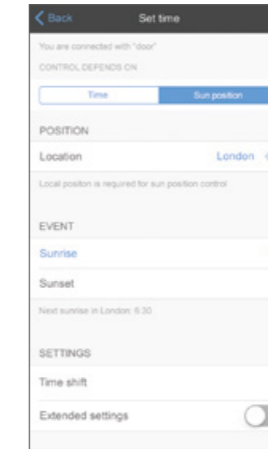 Back Set time
You are connected with "door"
CONTROL DEPENDS ON
Time Sun position
POSITION
Location London
Local positon is required for sun position control
EVENT
Sunrise
Sunset
Next sunrise in London: 6:30
SETTINGS
Time shift
Extended settings